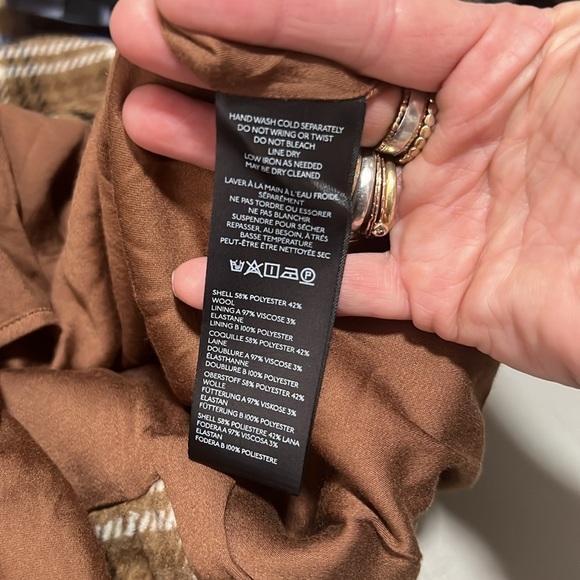 HAND WASH COLD SEPARATELY
DO NOT WRING OR TWIST
DO NOT BLEACH
LINE DRY
LOW IRON AS NEEDED
MAY BE DRY CLEANED
LAVER À LA MAIN À L'EAU FROIDE
SÉPARÉMENT
NE PAS TORDRE OU ESSORER
NE PAS BLANCHIR
SUSPENDRE POUR SÉCHER
REPASSER, AU BESOIN, À TRÉS
BASSE TEMPÉRATURE
PEUT-ÊTRE ÊTRE NETTOYÉE SEC
P
SHELL 58% POLYESTER 42%
WOOL
LINING A 97% VISCOSE 3%
ELASTANE
LINING B 100% POLYESTER
COQUILLE 58% POLYESTER 42%
LAINE
DOUBLURE A 97% VISCOSE 3%
ÉLASTHANNE
DOUBLURE B 100% POLYESTER
OBERSTOFF 58% POLYESTER 42%
WOLLE
FÜTTERUNG A 97% VISKOSE 3%
ELASTAN
FÜTTERUNG B 100% POLYESTER
SHELL 58% POLIESTERE 42% LANA
FODERA A 97% VISCOSA 3%
ELASTAN
FODERA B 100% POLIESTERE